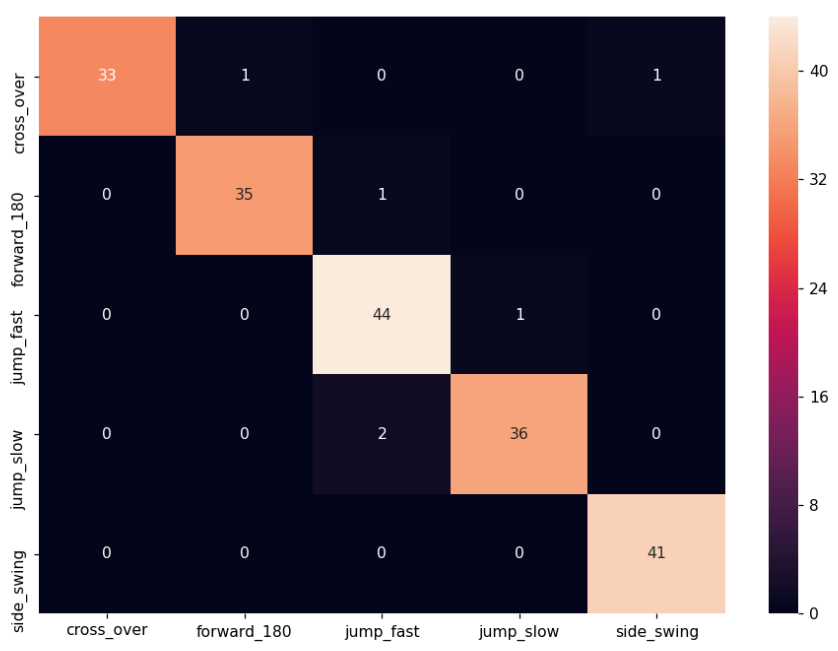 cross_over 33 1 0 0 1
forward_180 0 35 1 0 0
jump_fast 0 0 44 1 0
jump_slow 0 0 2 36 0
side_swing 0 0 0 0 41
cross_over forward_180 jump_fast jump_slow side_swing
40
32
24
16
8
0